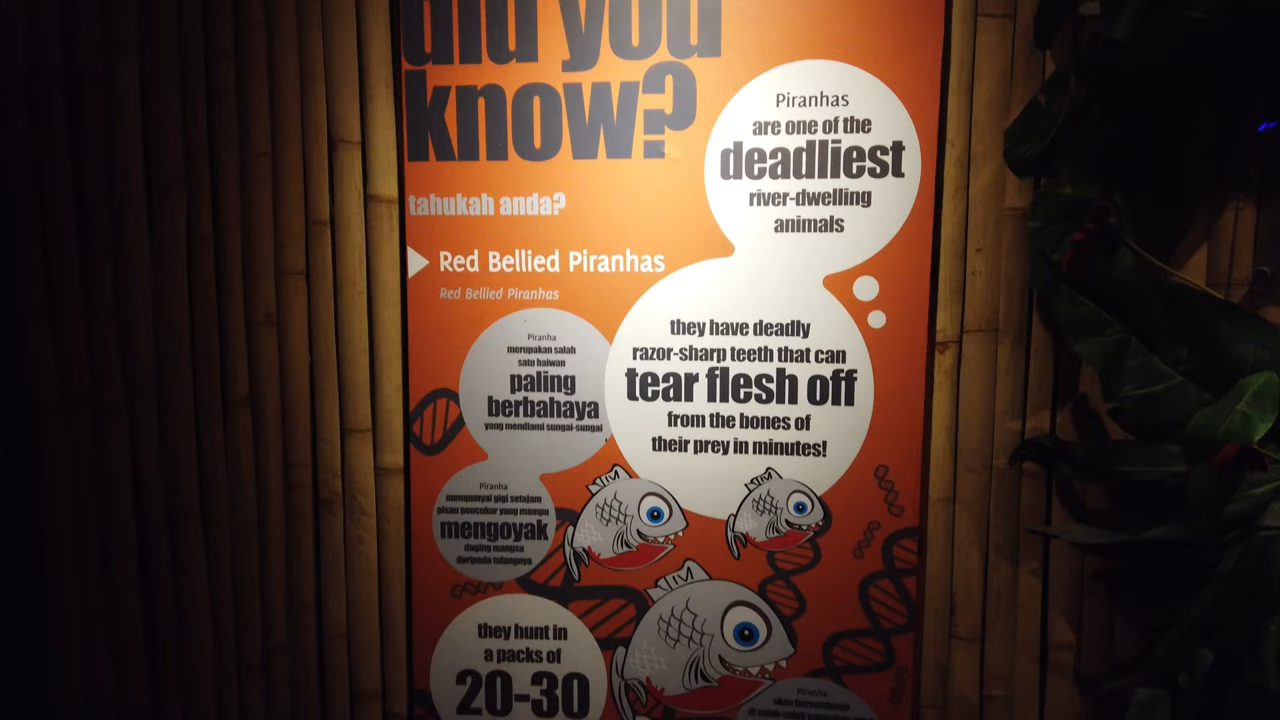 did you
know?
tahukah anda?
Red Bellied Piranhas
Red Bellied Piranhas
Piranhas
are one of the
deadliest
river-dwelling
animals
they have deadly
razor-sharp teeth that can
tear flesh off
from the bones of
their prey in minutes!
Piranha
merupakan salah
satu haiwan
paling
berbahaya
yang mendiami sungai-sungai
Piranha
mempunyai gigi setajam
pisau pencukur yang mampu
mengoyak
daging mangsa
daripada tulangnya
they hunt in
a packs of
20-30
Piranha
akan bersembunyi